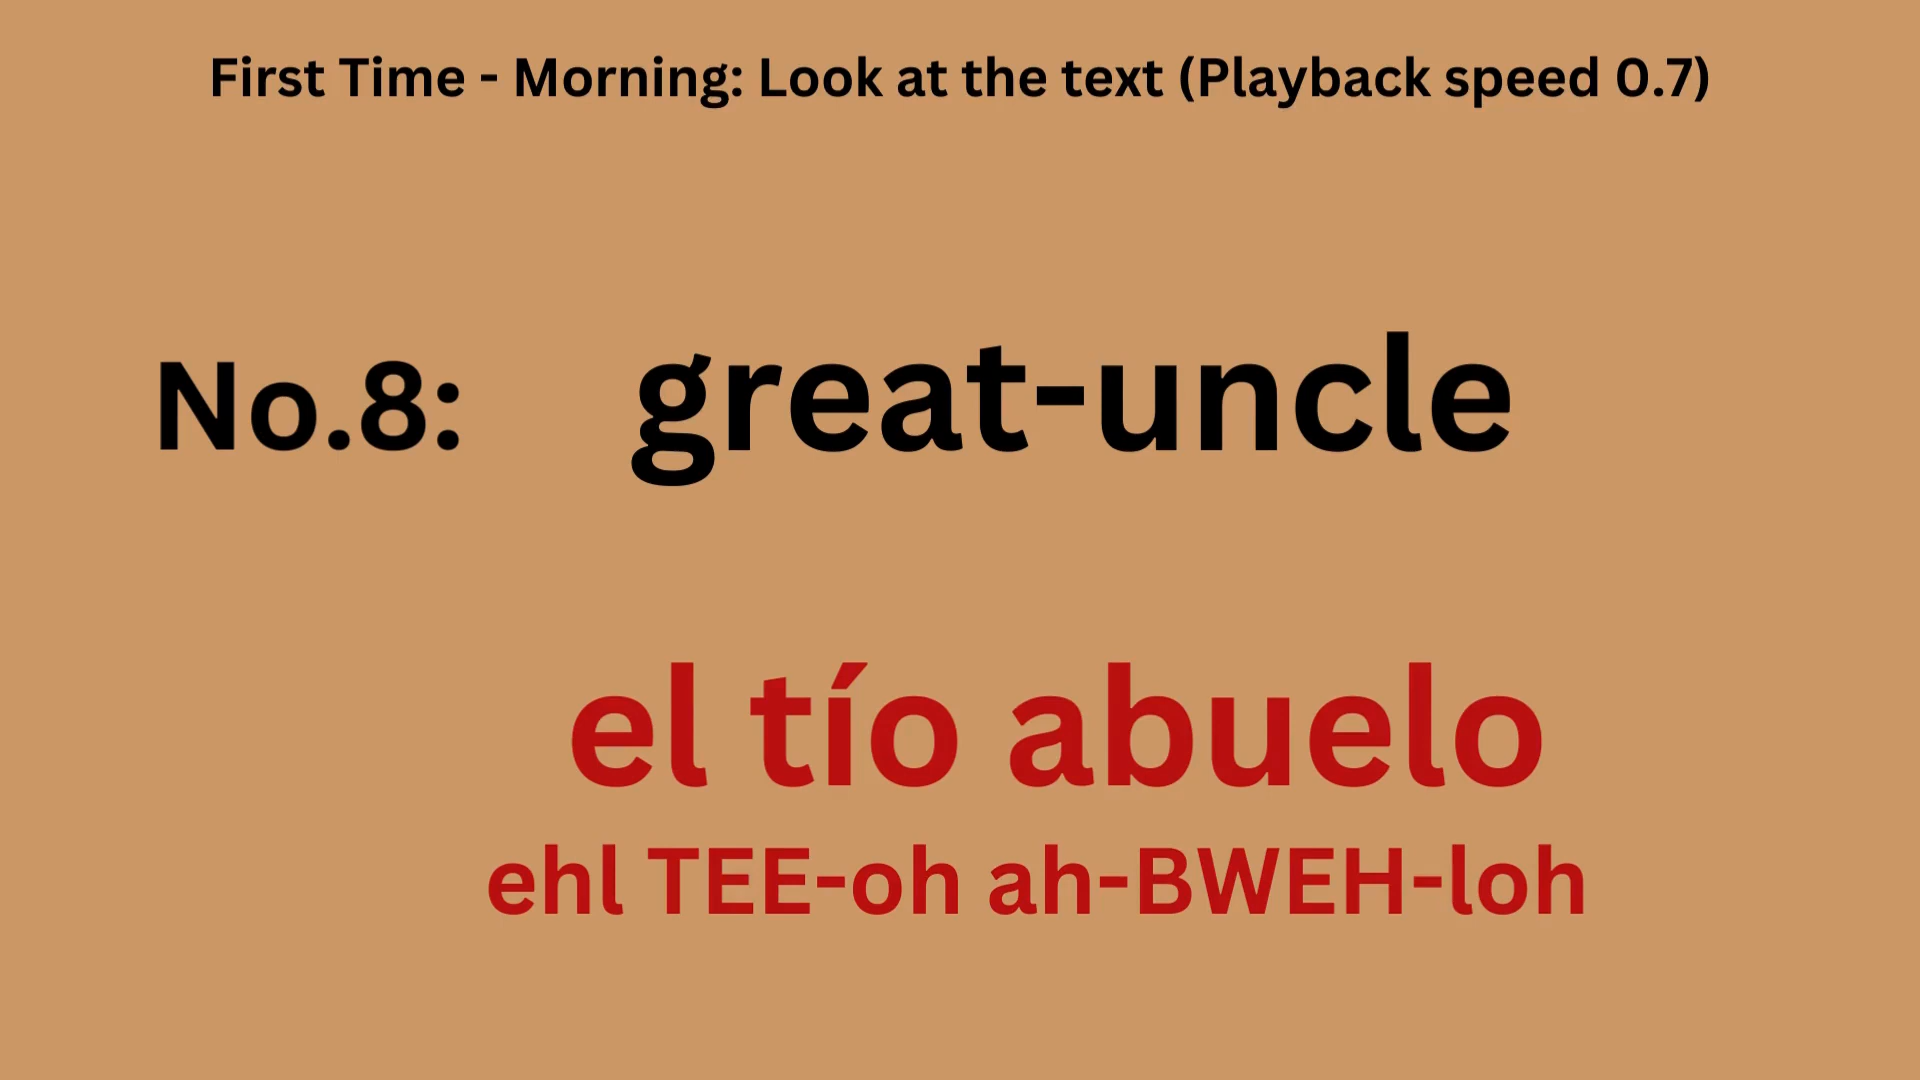 First Time - Morning: Look at the text (Playback speed 0.7)
No.8: great-uncle
el tío abuelo
ehl TEE-oh ah-BWEH-loh